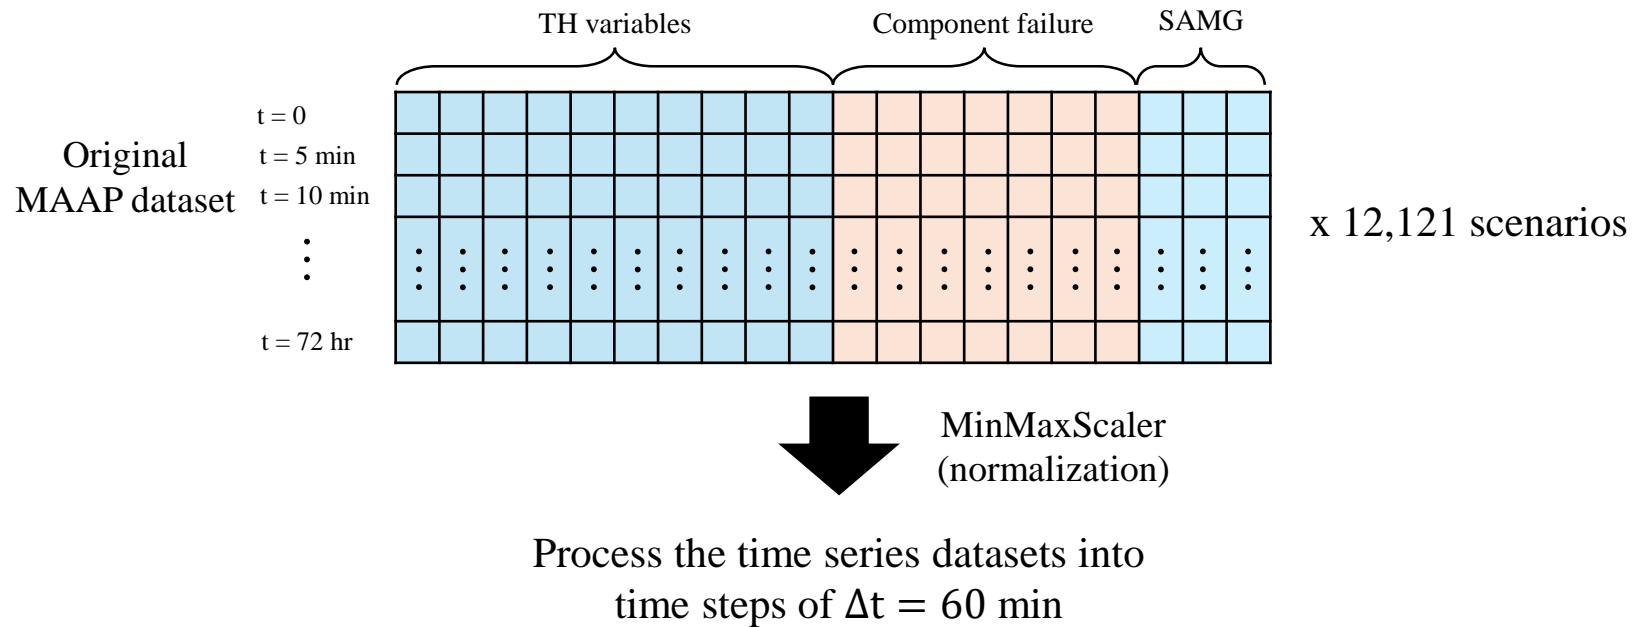 TH variables
Component failure
SAMG
Original
MAAP dataset
t = 0
t = 5 min
t = 10 min
t = 72 hr
x 12,121 scenarios
MinMaxScaler
(normalization)
Process the time series datasets into
time steps of Δt = 60 min